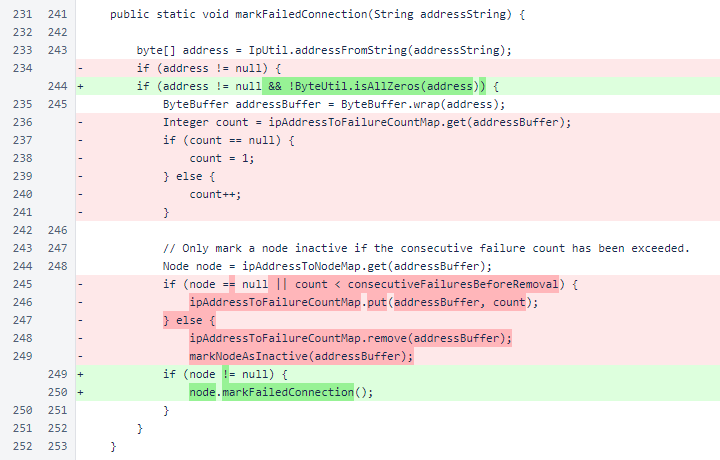 231 241 public static void markFailedConnection(String addressString) {
232 242
233 243 byte[] address = IpUtil.addressFromString(addressString);
234 - if (address != null) {
244 + if (address != null && !ByteUtil.isAllZeros(address)) {
235 245 ByteBuffer addressBuffer = ByteBuffer.wrap(address);
236 - Integer count = ipAddressToFailureCountMap.get(addressBuffer);
237 - if (count == null) {
238 - count = 1;
239 - } else {
240 - count++;
241 - }
242 246
243 247 // Only mark a node inactive if the consecutive failure count has been exceeded.
244 248 Node node = ipAddressToNodeMap.get(addressBuffer);
245 - if (node == null || count < consecutiveFailuresBeforeRemoval) {
246 - ipAddressToFailureCountMap.put(addressBuffer, count);
247 - } else {
248 - ipAddressToFailureCountMap.remove(addressBuffer);
249 - markNodeAsInactive(addressBuffer);
249 + if (node != null) {
250 + node.markFailedConnection();
250 251 }
251 252 }
252 253 }